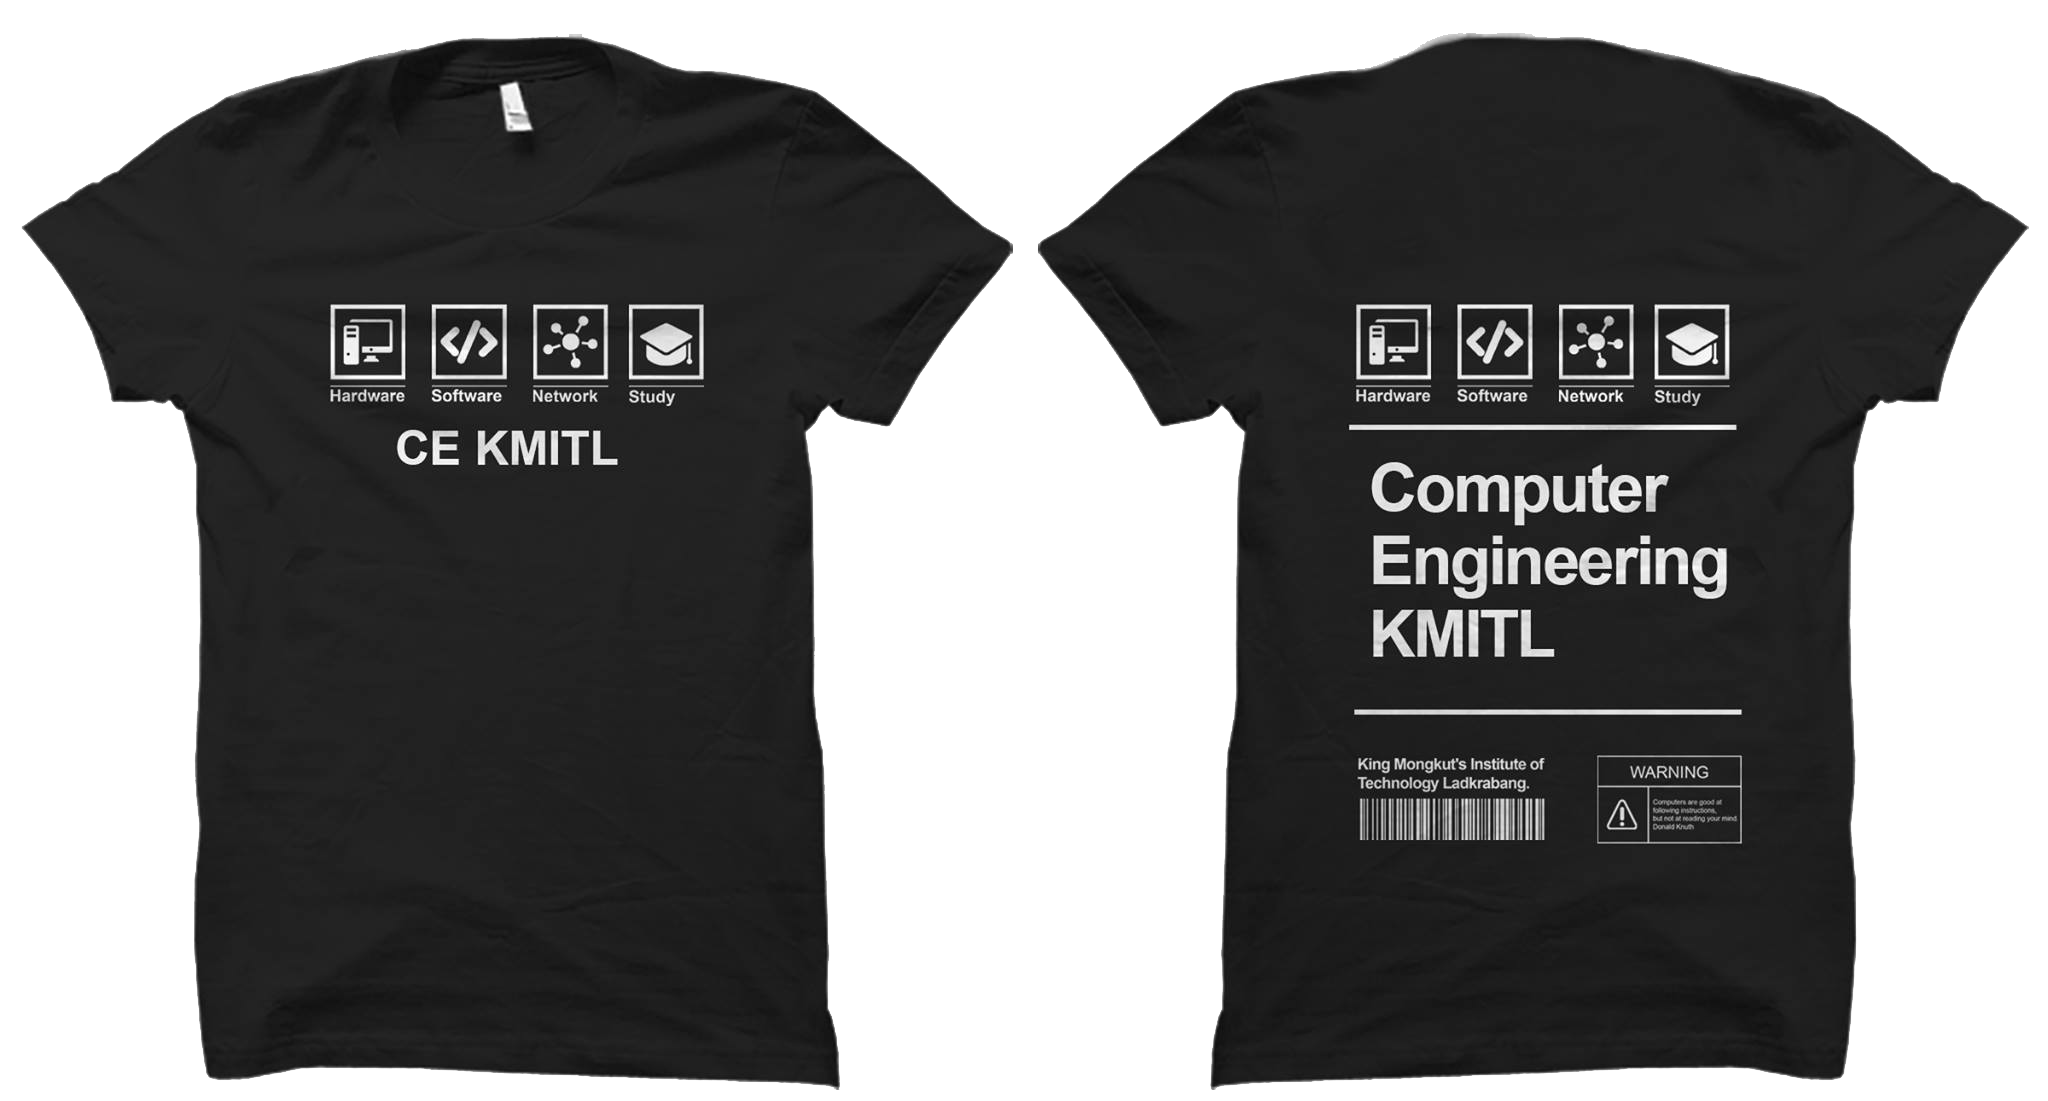 Hardware Software Network Study
CE KMITL
Hardware Software Network Study
Computer
Engineering
KMITL
King Mongkut's Institute of
Technology Ladkrabang.
WARNING
Computers are good at
following instructions,
but not at reading your mind.
Donald Knuth